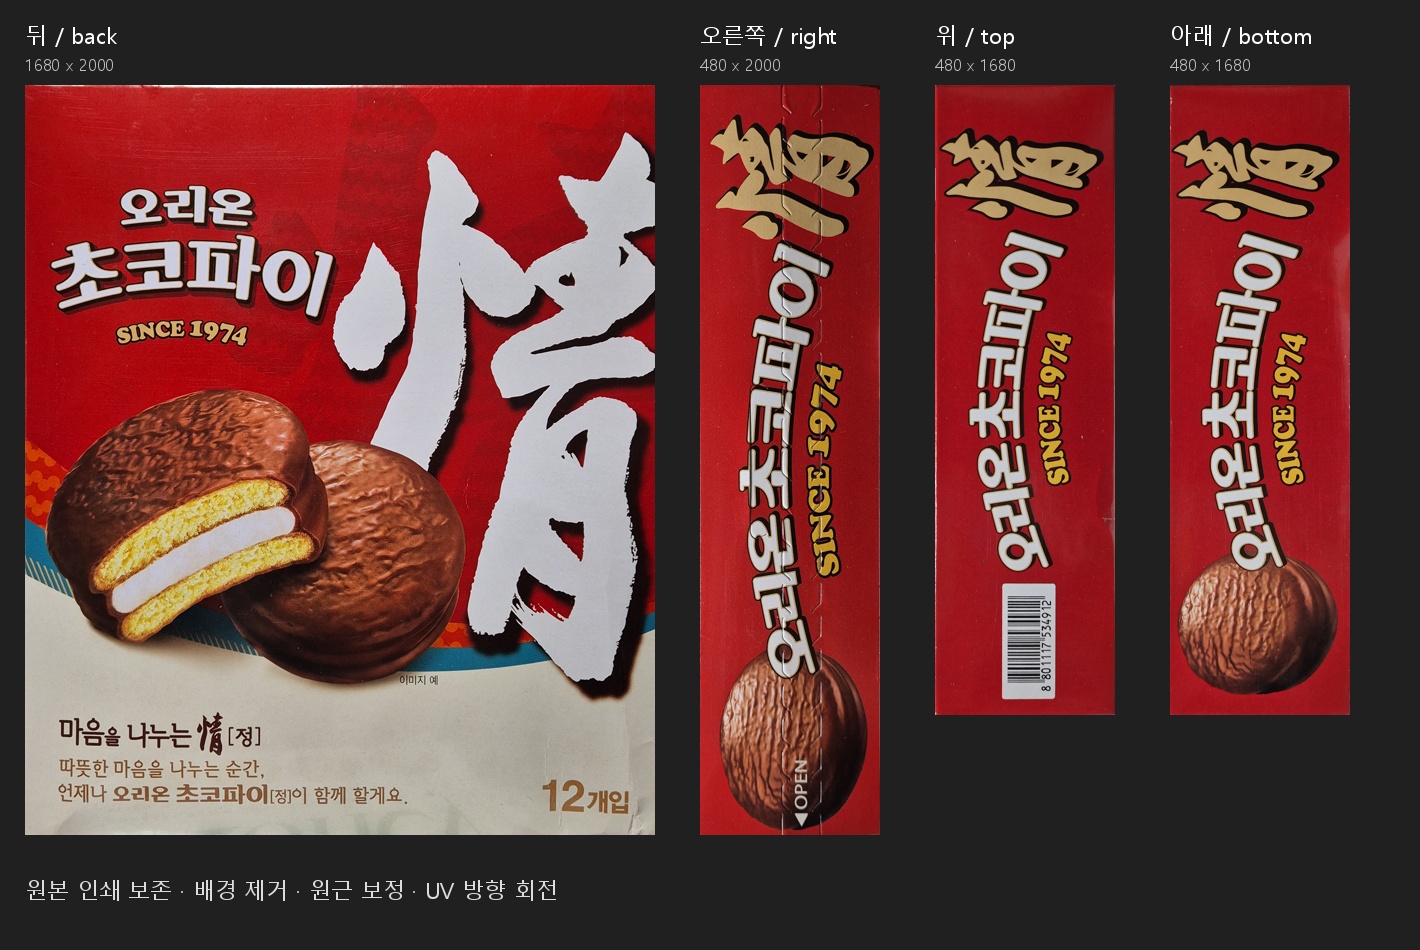 뒤 / back
1680 x 2000
오리온
초코파이
SINCE 1974
情
이미지 예
마음을 나누는 情[정]
따뜻한 마음을 나누는 순간,
언제나 오리온 초코파이[정]이 함께 할게요.
12개입
오른쪽 / right
480 x 2000
오리온 초코파이 情
SINCE 1974
◀OPEN
위 / top
480 x 1680
오리온 초코파이 情
SINCE 1974
8 801117 534912
아래 / bottom
480 x 1680
오리온 초코파이 情
SINCE 1974
원본 인쇄 보존 · 배경 제거 · 원근 보정 · UV 방향 회전